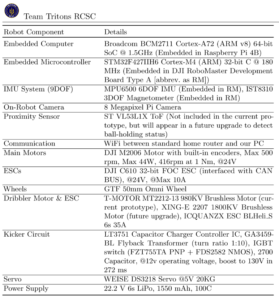 Team Tritons RCSC
Robot Component Details
Embedded Computer Broadcom BCM2711 Cortex-A72 (ARM v8) 64-bit
SoC @ 1.5GHz (Embedded in Raspberry Pi 4B)
Embedded Microcontroller STM32F427IIH6 Cortex-M4 (ARM) 32-bit C @ 180
MHz (Embedded in DJI RoboMaster Development
Board Type A [abbrev. as RM])
IMU System (9DOF) MPU6500 6DOF IMU (Embedded in RM), IST8310
3DOF Magnetometer (Embedded in RM)
On-Robot Camera 8 Megapixel Pi Camera
Proximity Sensor ST VL53L1X ToF (Not included in the current pro-
totype, but will appear in a future upgrade to detect
ball-holding status)
Communication WiFi between standard home router and our PC
Main Motors DJI M2006 Motor with built-in encoders, Max 500
rpm, Max 44W, 416rpm at 1 Nm, @24V
ESCs DJI C610 32-bit FOC ESC (interfaced with CAN
BUS), @24V, @Max 10A
Wheels GTF 50mm Omni Wheel
Dribbler Motor & ESC T-MOTOR MT2212-13 980KV Brushless Motor (cur-
rent prototype), XING-E 2207 1800KV Brushless
Motor (future upgrade), ICQUANZX ESC BLHeli_S
6s 35A
Kicker Circuit LT3751 Capacitor Charger Controller IC, GA3459-
BL Flyback Transformer (turn ratio 1:10), IGBT
switch (FZT755TA PNP + FDS2582 NMOS), 2700
Capacitor, @12v operating voltage, boost to 130V in
272 ms
Servo WEISE DS3218 Servo @5V 20KG
Power Supply 22.2 V 6s LiPo, 1550 mAh, 100C